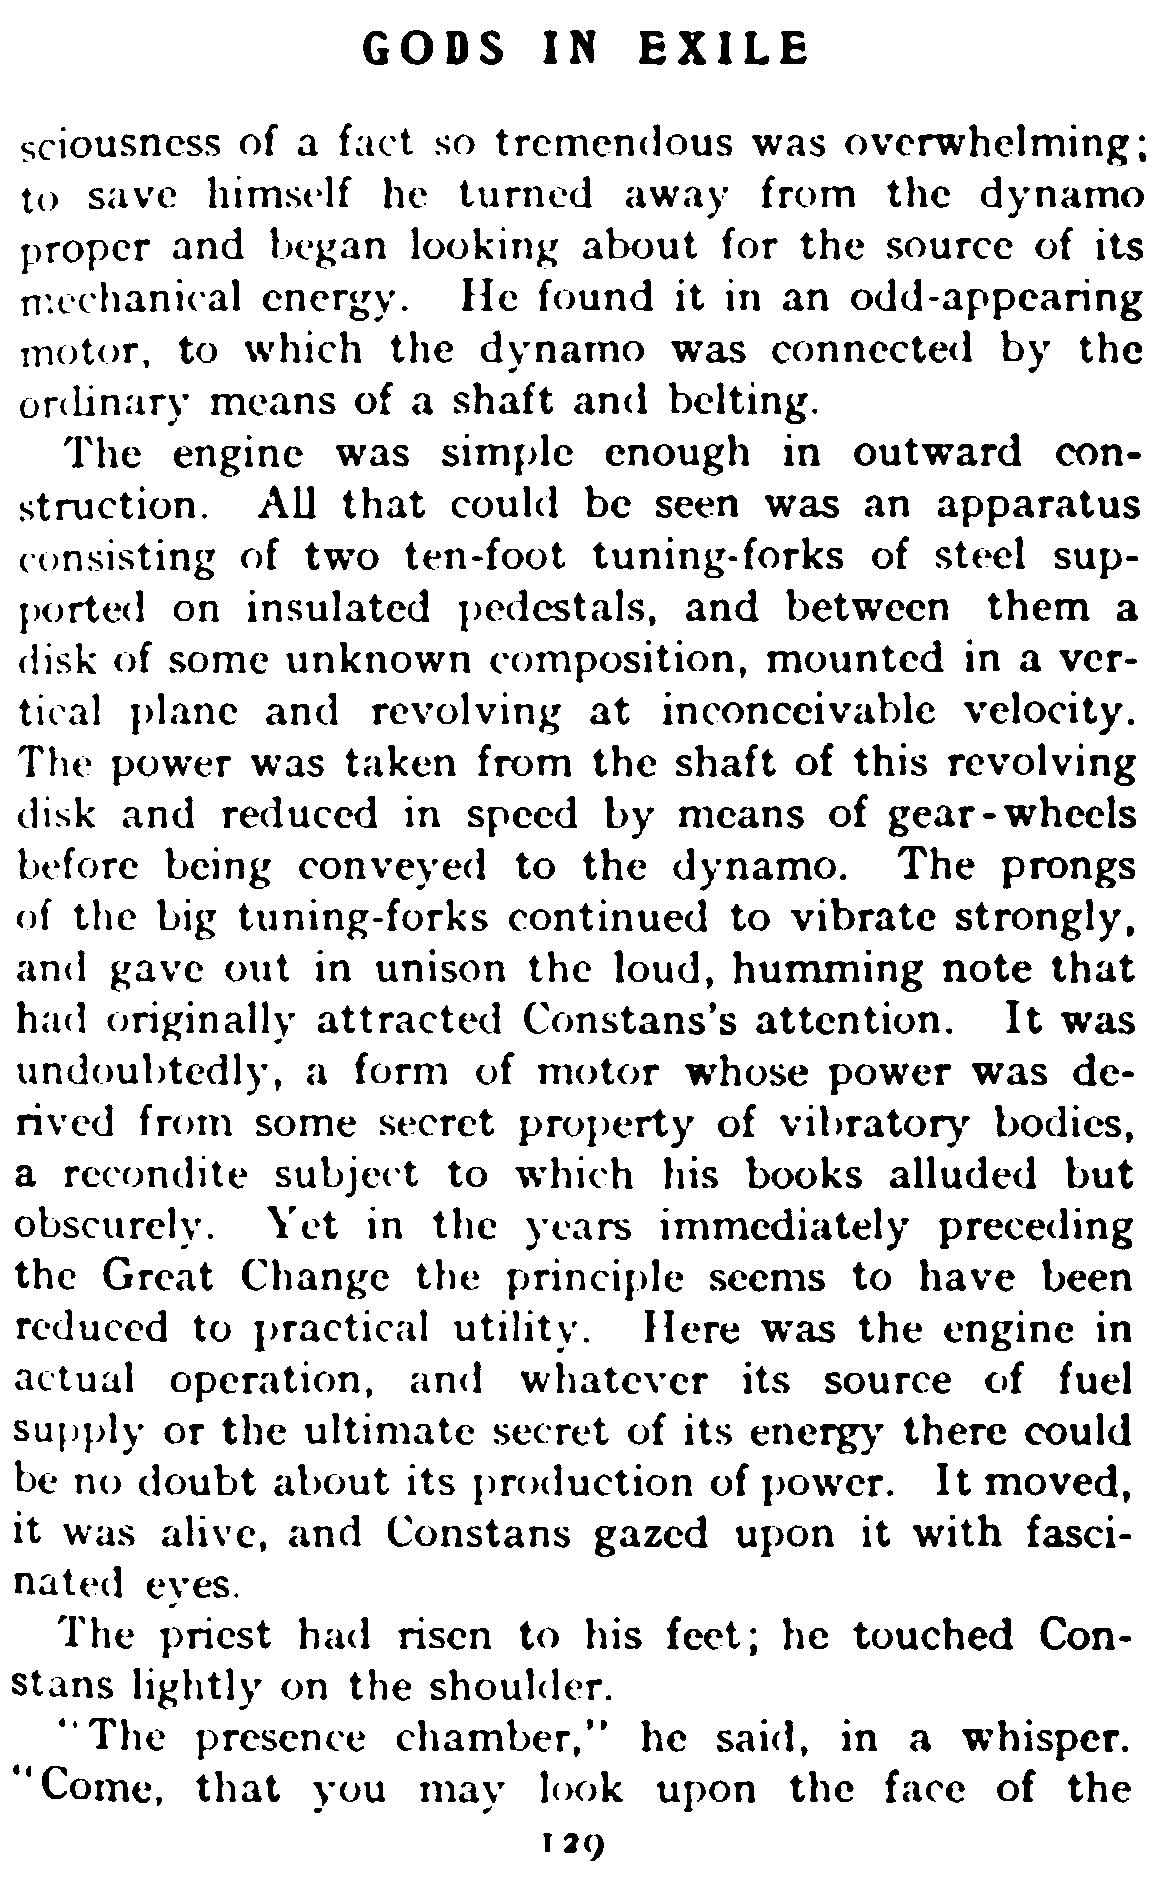 GODS IN EXILE
sciousness of a fact so tremendous was overwhelming;
to save himself he turned away from the dynamo
proper and began looking about for the source of its
mechanical energy. He found it in an odd-appearing
motor, to which the dynamo was connected by the
ordinary means of a shaft and belting.
The engine was simple enough in outward con-
struction. All that could be seen was an apparatus
consisting of two ten-foot tuning-forks of steel sup-
ported on insulated pedestals, and between them a
disk of some unknown composition, mounted in a ver-
tical plane and revolving at inconceivable velocity.
The power was taken from the shaft of this revolving
disk and reduced in speed by means of gear-wheels
before being conveyed to the dynamo. The prongs
of the big tuning-forks continued to vibrate strongly,
and gave out in unison the loud, humming note that
had originally attracted Constans's attention. It was
undoubtedly, a form of motor whose power was de-
rived from some secret property of vibratory bodies,
a recondite subject to which his books alluded but
obscurely. Yet in the years immediately preceding
the Great Change the principle seems to have been
reduced to practical utility. Here was the engine in
actual operation, and whatever its source of fuel
supply or the ultimate secret of its energy there could
be no doubt about its production of power. It moved,
it was alive, and Constans gazed upon it with fasci-
nated eyes.
The priest had risen to his feet; he touched Con-
stans lightly on the shoulder.
"The presence chamber," he said, in a whisper.
"Come, that you may look upon the face of the
129